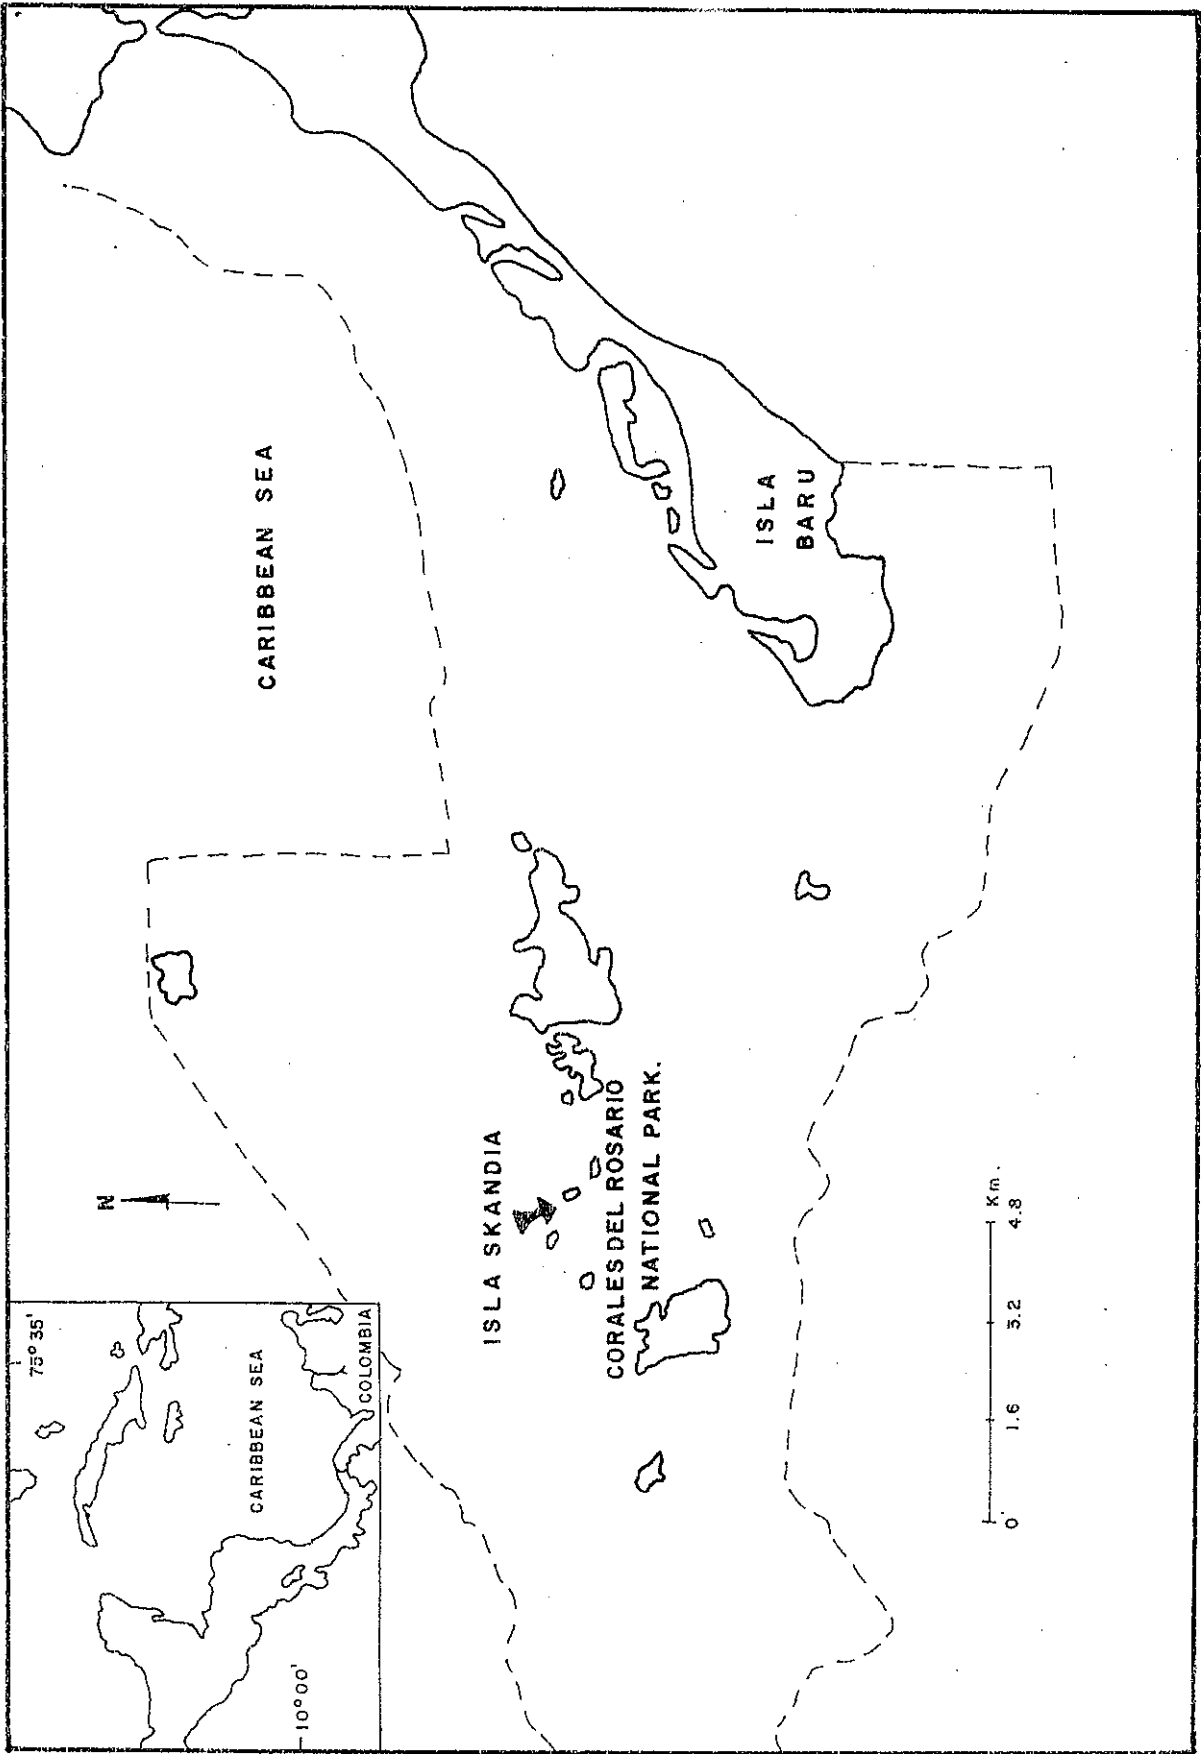 75°35'
CARIBBEAN SEA
COLOMBIA
10°00'
N
CARIBBEAN SEA
ISLA SKANDIA
CORALES DEL ROSARIO
NATIONAL PARK.
ISLA
BARU
Km.
0 1.6 3.2 4.8